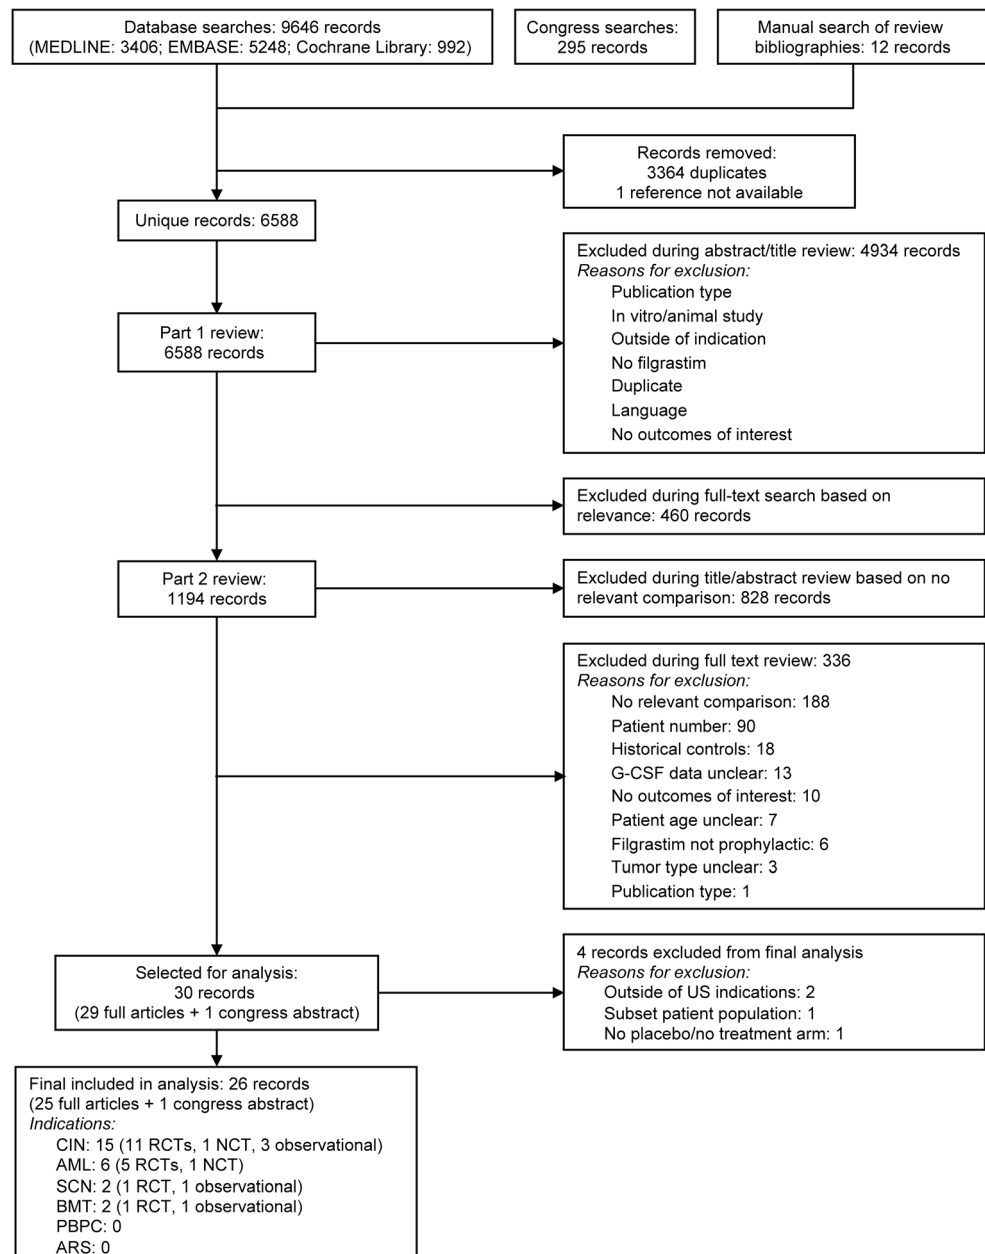 Database searches: 9646 records
(MEDLINE: 3406; EMBASE: 5248; Cochrane Library: 992)
Congress searches:
295 records
Manual search of review
bibliographies: 12 records
Records removed:
3364 duplicates
1 reference not available
Unique records: 6588
Excluded during abstract/title review: 4934 records
Reasons for exclusion:
Publication type
In vitro/animal study
Outside of indication
No filgrastim
Duplicate
Language
No outcomes of interest
Part 1 review:
6588 records
Excluded during full-text search based on
relevance: 460 records
Part 2 review:
1194 records
Excluded during title/abstract review based on no
relevant comparison: 828 records
Excluded during full text review: 336
Reasons for exclusion:
No relevant comparison: 188
Patient number: 90
Historical controls: 18
G-CSF data unclear: 13
No outcomes of interest: 10
Patient age unclear: 7
Filgrastim not prophylactic: 6
Tumor type unclear: 3
Publication type: 1
Selected for analysis:
30 records
(29 full articles + 1 congress abstract)
4 records excluded from final analysis
Reasons for exclusion:
Outside of US indications: 2
Subset patient population: 1
No placebo/no treatment arm: 1
Final included in analysis: 26 records
(25 full articles + 1 congress abstract)
Indications:
CIN: 15 (11 RCTs, 1 NCT, 3 observational)
AML: 6 (5 RCTs, 1 NCT)
SCN: 2 (1 RCT, 1 observational)
BMT: 2 (1 RCT, 1 observational)
PBPC: 0
ARS: 0